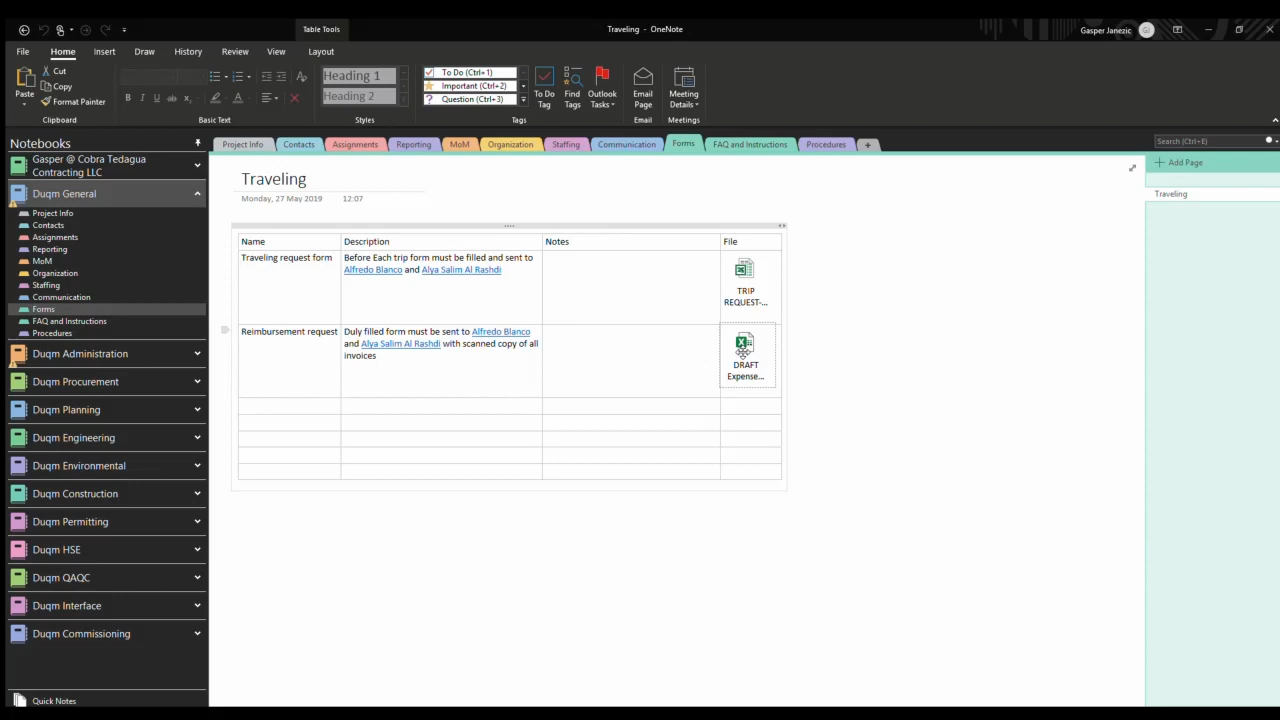 Table Tools
Traveling - OneNote
Gasper Janezic
File Home Insert Draw History Review View Layout
Paste
Cut
Copy
Format Painter
Clipboard
B I U ab
Basic Text
Heading 1
Heading 2
Styles
To Do (Ctrl+1)
Important (Ctrl+2)
Question (Ctrl+3)
Tags
To Do Tag
Find Tags
Outlook Tasks
Email Page
Email
Meeting Details
Meetings
Notebooks
Gasper @ Cobra Tedagua
Contracting LLC
Duqm General
Project Info
Contacts
Assignments
Reporting
MoM
Organization
Staffing
Communication
Forms
FAQ and Instructions
Procedures
Duqm Administration
Duqm Procurement
Duqm Planning
Duqm Engineering
Duqm Environmental
Duqm Construction
Duqm Permitting
Duqm HSE
Duqm QAQC
Duqm Interface
Duqm Commissioning
Quick Notes
Project Info Contacts Assignments Reporting MoM Organization Staffing Communication Forms FAQ and Instructions Procedures +
Search (Ctrl+E)
Add Page
Traveling
Traveling
Monday, 27 May 2019 12:07
Name Description Notes File
Traveling request form
Before Each trip form must be filled and sent to
Alfredo Blanco and Alya Salim Al Rashdi
TRIP
REQUEST-...
Reimbursement request
Duly filled form must be sent to Alfredo Blanco
and Alya Salim Al Rashdi with scanned copy of all
invoices
DRAFT
Expense...